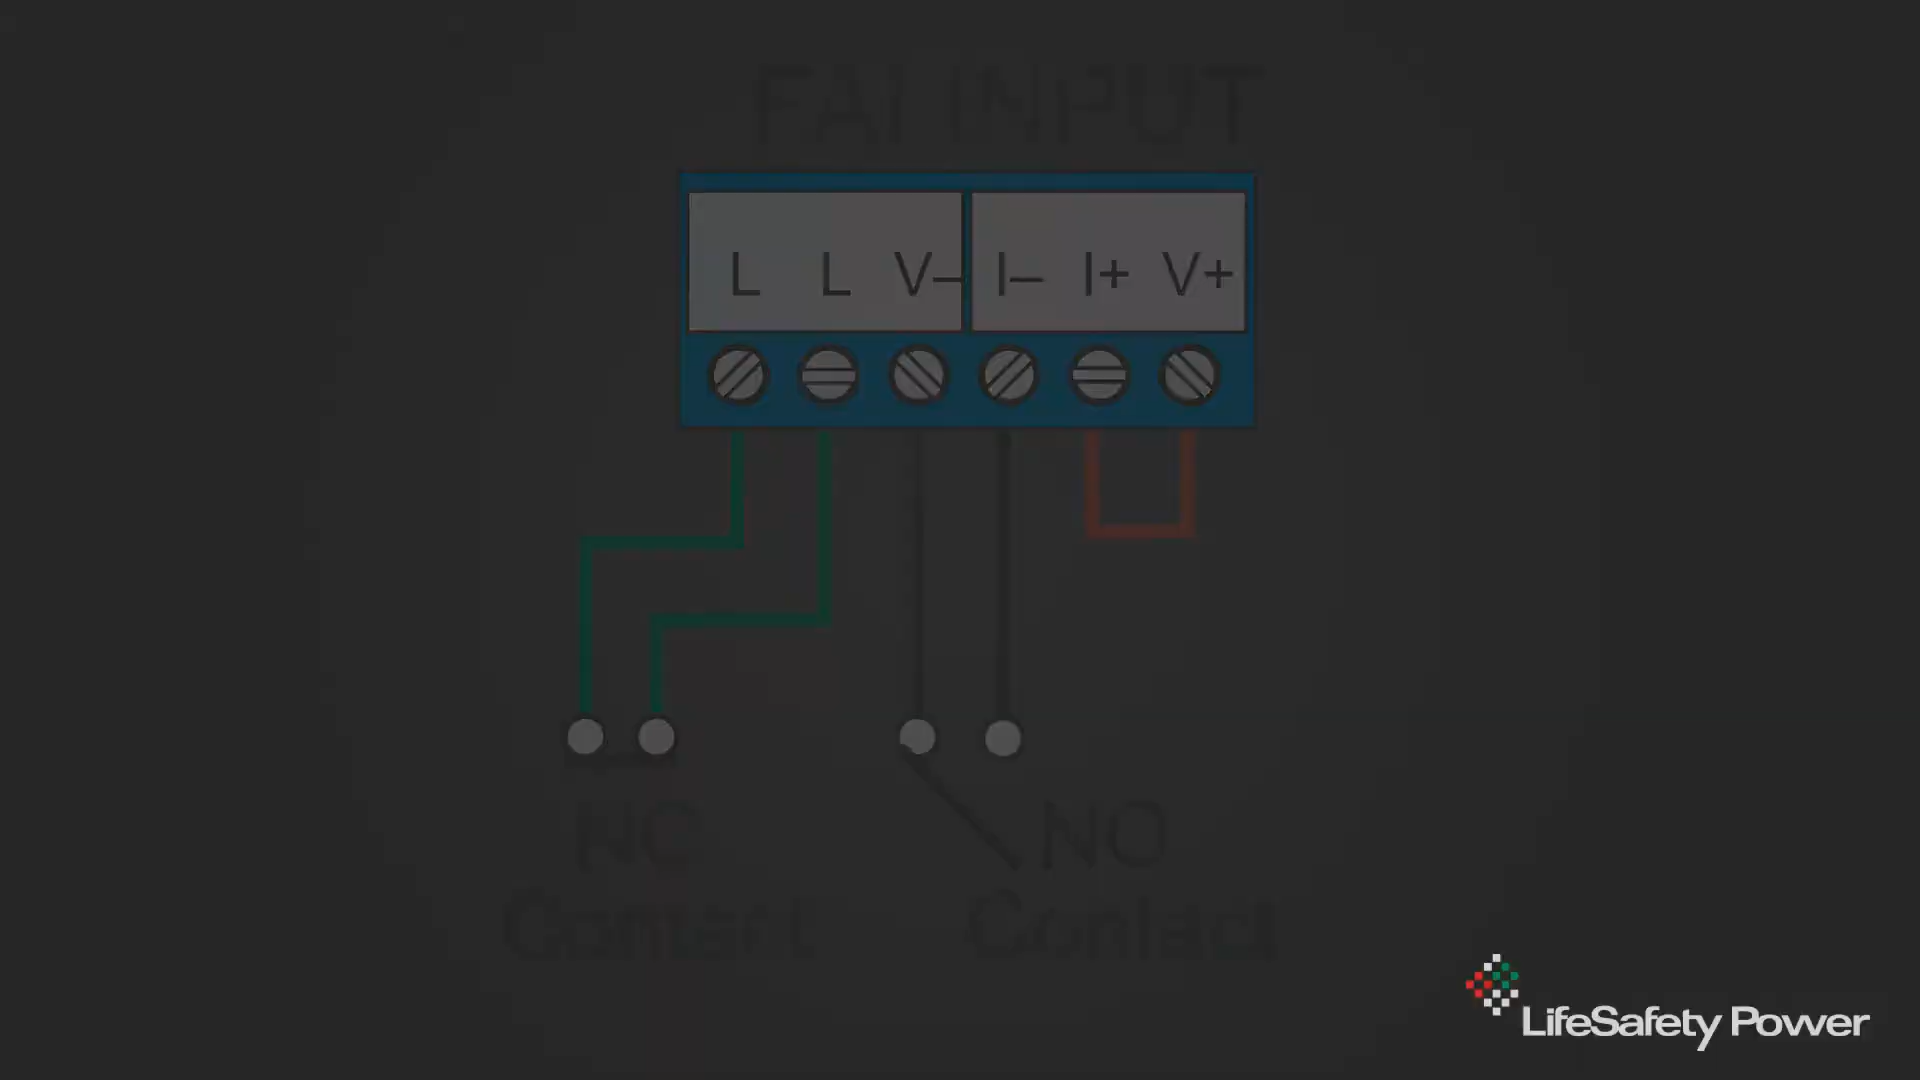 FAI INPUT
L L V– I– I+ V+
NC NO
Contact Contact
LifeSafety Power